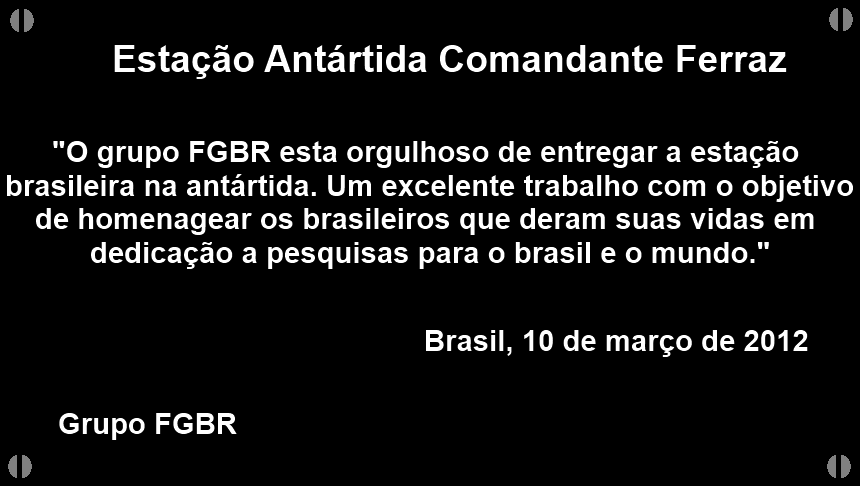 Estação Antártida Comandante Ferraz
"O grupo FGBR esta orgulhoso de entregar a estação
brasileira na antártida. Um excelente trabalho com o objetivo
de homenagear os brasileiros que deram suas vidas em
dedicação a pesquisas para o brasil e o mundo."
Brasil, 10 de março de 2012
Grupo FGBR